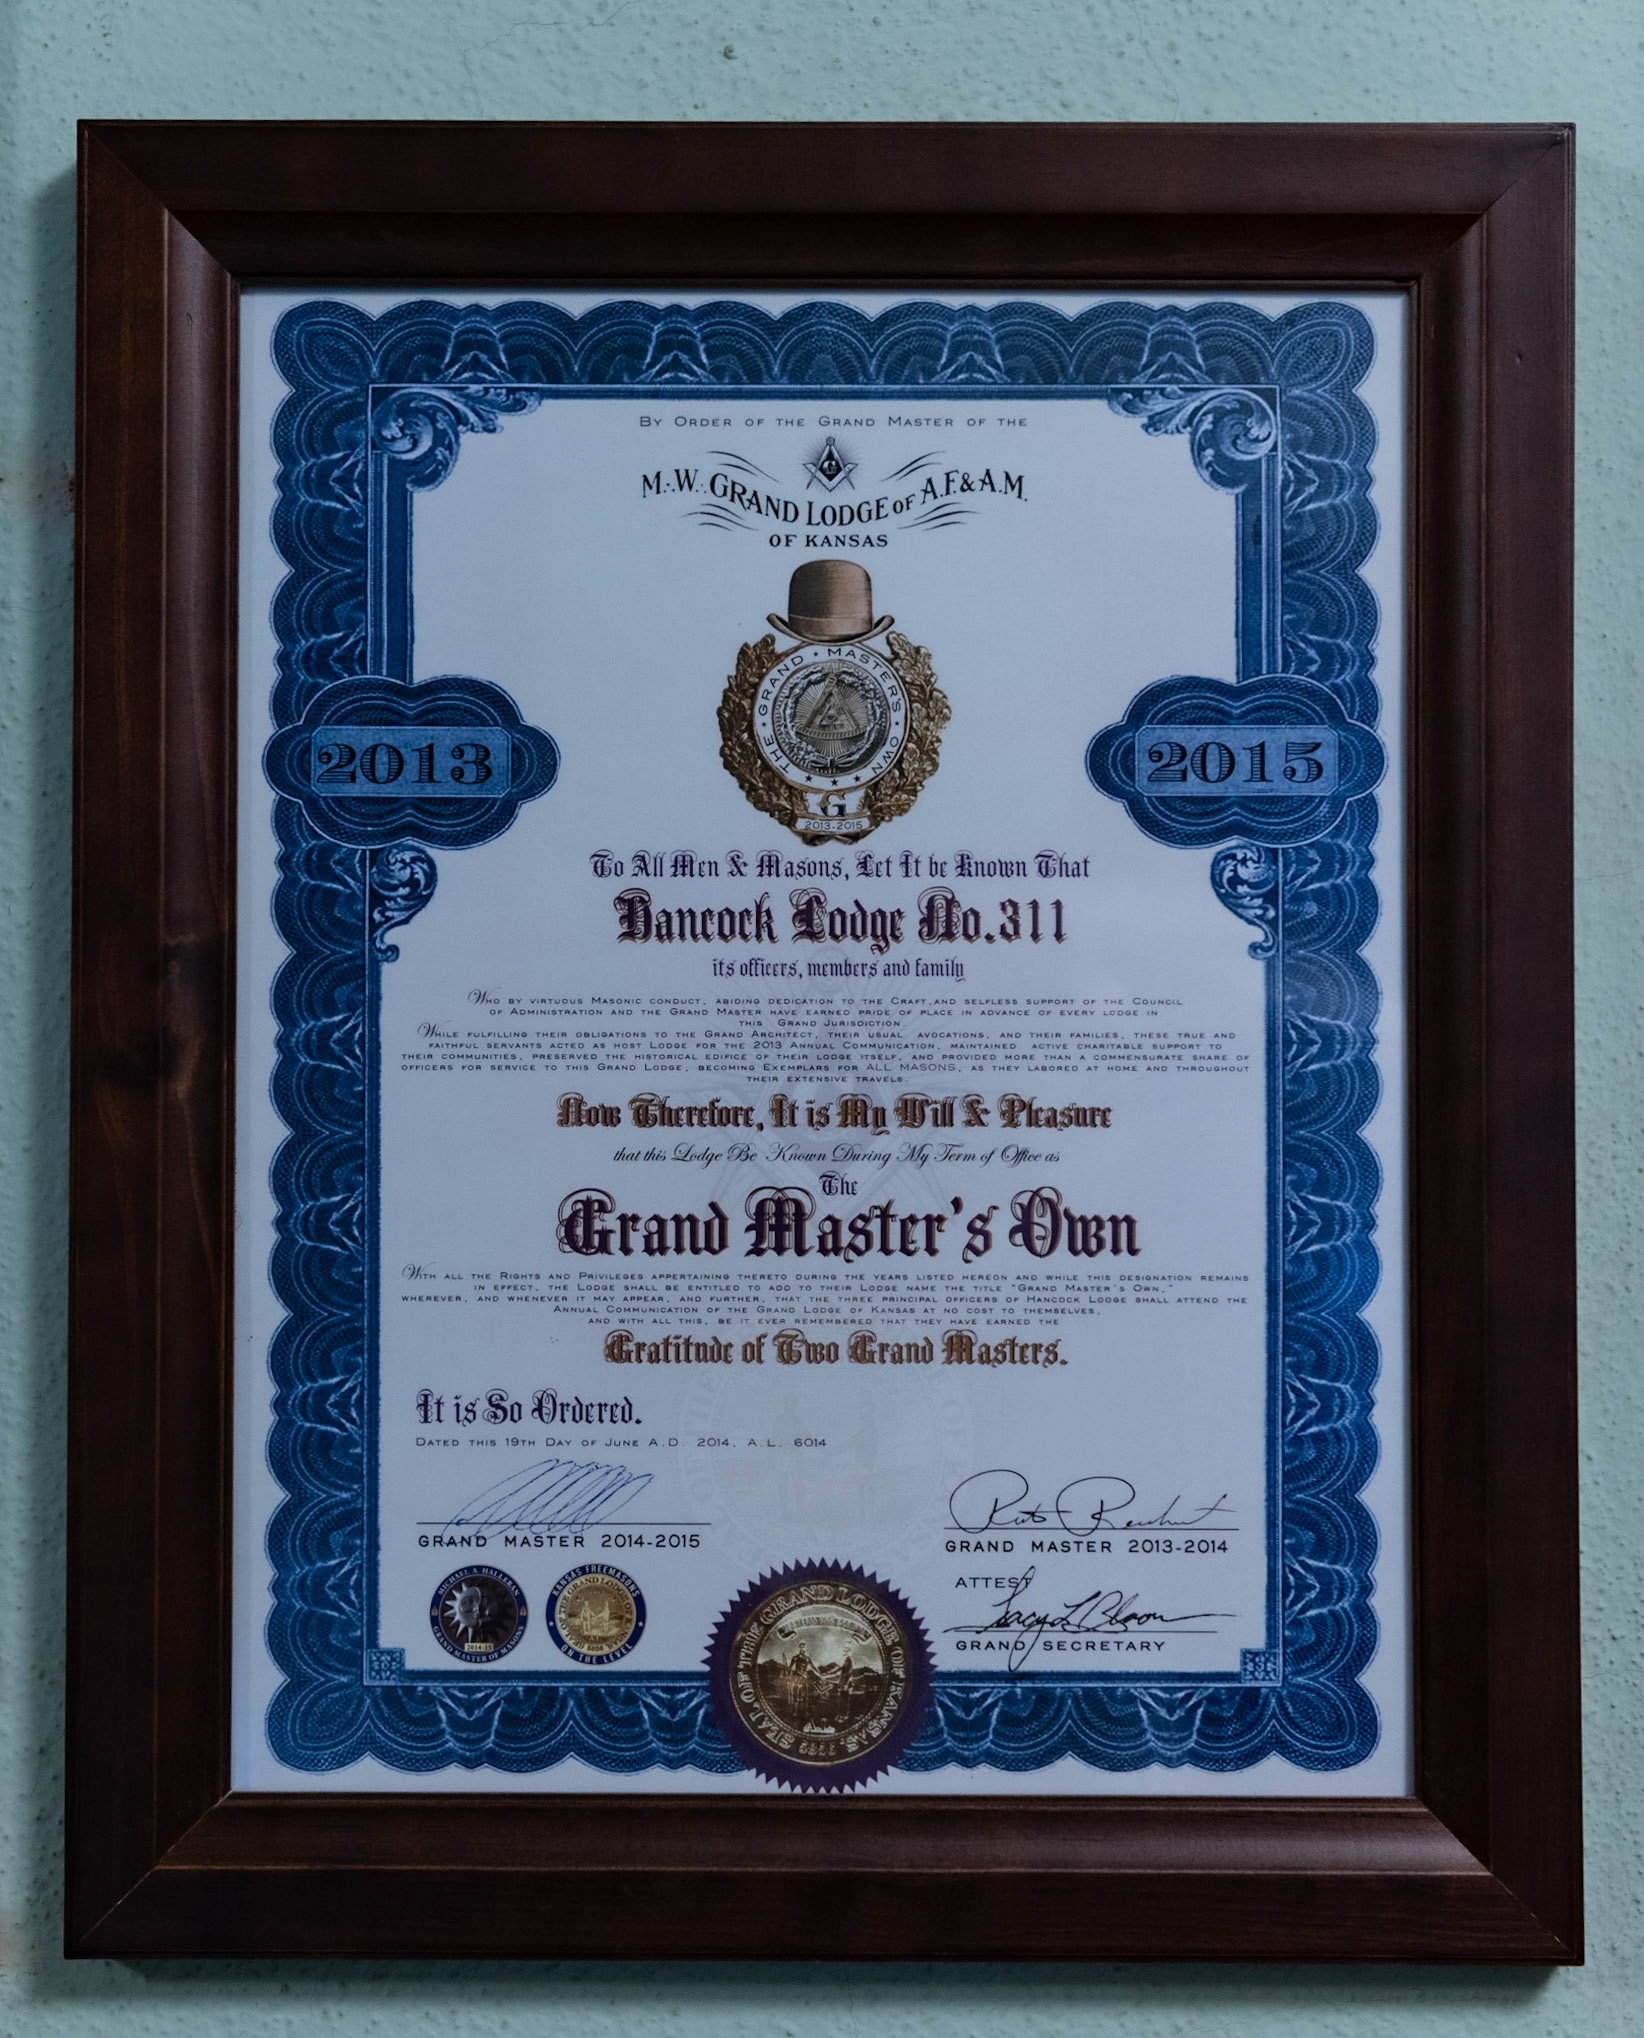 By Order of the Grand Master of the
M∴W∴ GRAND LODGE OF A.F. & A.M.
OF KANSAS
THE • GRAND • MASTERS • OWN
G
2013-2015
2013
2015
To All Men & Masons, Let It be Known That
Hancock Lodge No.311
its officers, members and family
Who by virtuous Masonic conduct, abiding dedication to the Craft, and selfless support of the Council
of Administration and the Grand Master have earned pride of place in advance of every lodge in
this Grand Jurisdiction.
While fulfilling their obligations to the Grand Architect, their usual avocations, and their families, these true and
faithful servants acted as host Lodge for the 2013 Annual Communication, maintained active charitable support to
their communities, preserved the historical edifice of their lodge itself, and provided more than a commensurate share of
officers for service to this Grand Lodge, becoming Exemplars for ALL MASONS, as they labored at home and throughout
their extensive travels.
Now Therefore, It is My Will & Pleasure
that this Lodge Be Known During My Term of Office as
The
Grand Master's Own
With all the Rights and Privileges appertaining thereto during the years listed hereon and while this designation remains
in effect, the Lodge shall be entitled to add to their Lodge name the title "Grand Master's Own,"
wherever, and whenever it may appear, and further, that the three principal officers of Hancock Lodge shall attend the
Annual Communication of the Grand Lodge of Kansas at no cost to themselves,
and with all this, be it ever remembered that they have earned the
Gratitude of Two Grand Masters.
It is So Ordered.
Dated this 19th Day of June A.D. 2014, A.L. 6014
GRAND MASTER 2014-2015
GRAND MASTER 2013-2014
ATTEST
Tracy L Bloom
GRAND SECRETARY
MICHAEL A. HALLERAN
2014-15
GRAND MASTER OF MASONS
KANSAS FREEMASONS
ON THE LEVEL
SEAL OF THE GRAND LODGE OF KANSAS